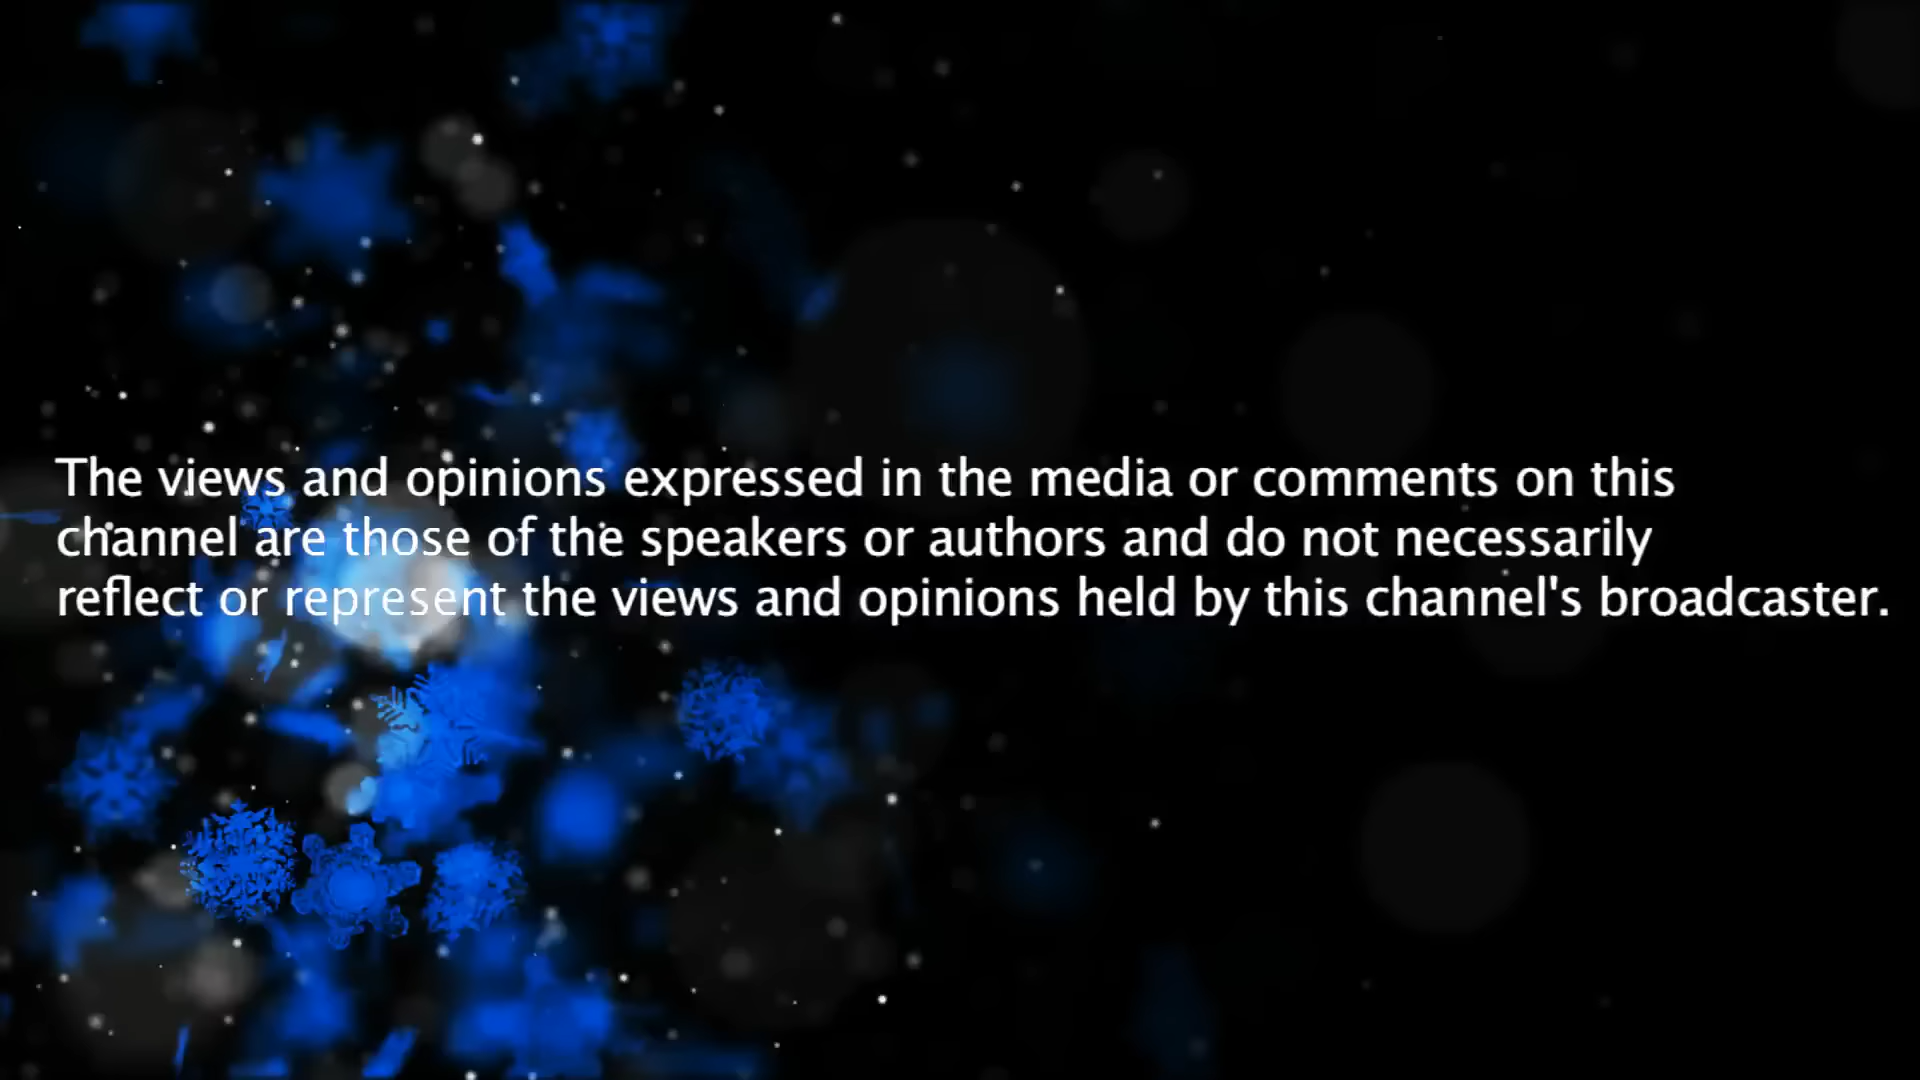 The views and opinions expressed in the media or comments on this
channel are those of the speakers or authors and do not necessarily
reflect or represent the views and opinions held by this channel's broadcaster.